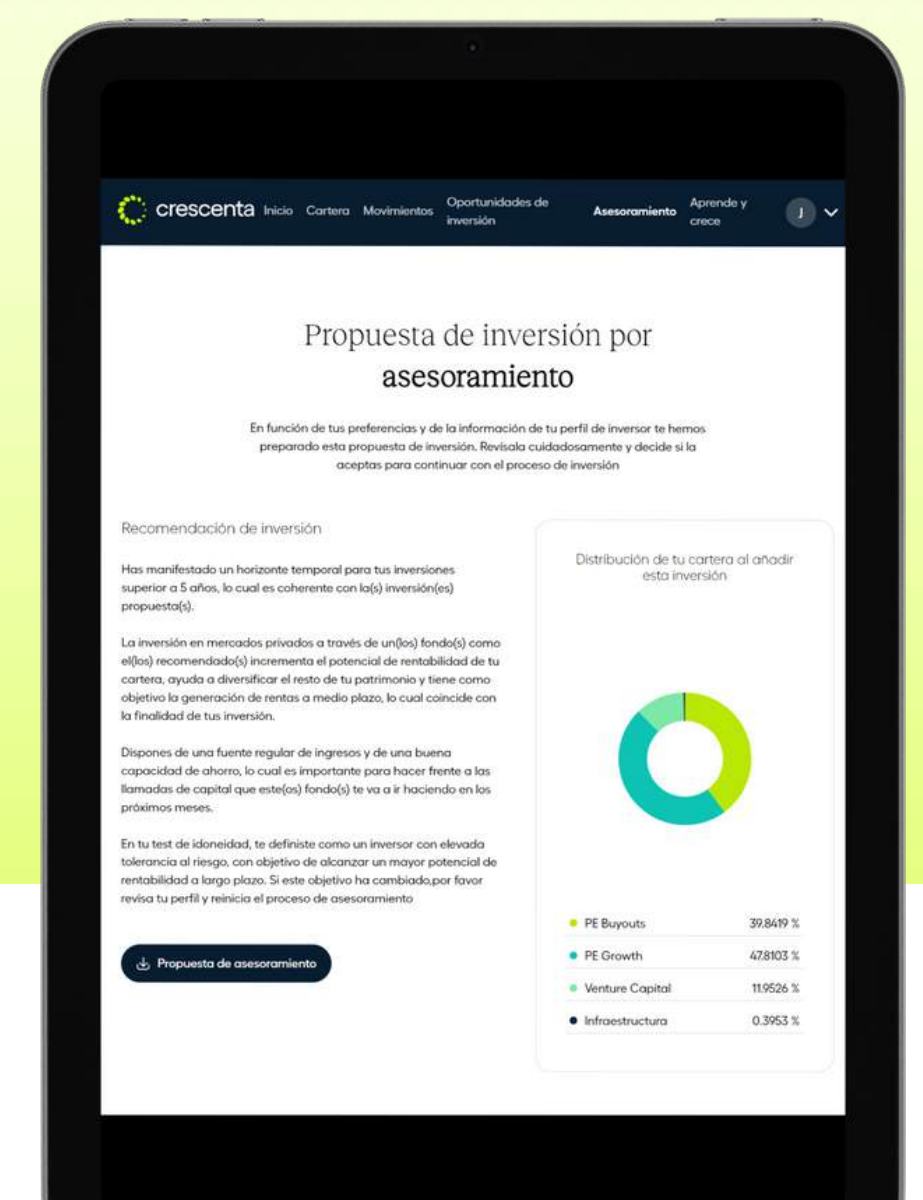 crescenta Inicio Cartera Movimientos Oportunidades de inversión Asesoramiento Aprende y crece J
Propuesta de inversión por
asesoramiento
En función de tus preferencias y de la información de tu perfil de inversor te hemos
preparado esta propuesta de inversión. Revísala cuidadosamente y decide si la
aceptas para continuar con el proceso de inversión
Recomendación de inversión
Has manifestado un horizonte temporal para tus inversiones
superior a 5 años, lo cual es coherente con la(s) inversión(es)
propuesta(s).
La inversión en mercados privados a través de un(los) fondo(s) como
el(los) recomendado(s) incrementa el potencial de rentabilidad de tu
cartera, ayuda a diversificar el resto de tu patrimonio y tiene como
objetivo la generación de rentas a medio plazo, lo cual coincide con
la finalidad de tus inversión.
Dispones de una fuente regular de ingresos y de una buena
capacidad de ahorro, lo cual es importante para hacer frente a las
llamadas de capital que este(os) fondo(s) te va a ir haciendo en los
próximos meses.
En tu test de idoneidad, te definiste como un inversor con elevada
tolerancia al riesgo, con objetivo de alcanzar un mayor potencial de
rentabilidad a largo plazo. Si este objetivo ha cambiado,por favor
revisa tu perfil y reinicia el proceso de asesoramiento
Propuesta de asesoramiento
Distribución de tu cartera al añadir
esta inversión
PE Buyouts 39.8419 %
PE Growth 47.8103 %
Venture Capital 11.9526 %
Infraestructura 0.3953 %